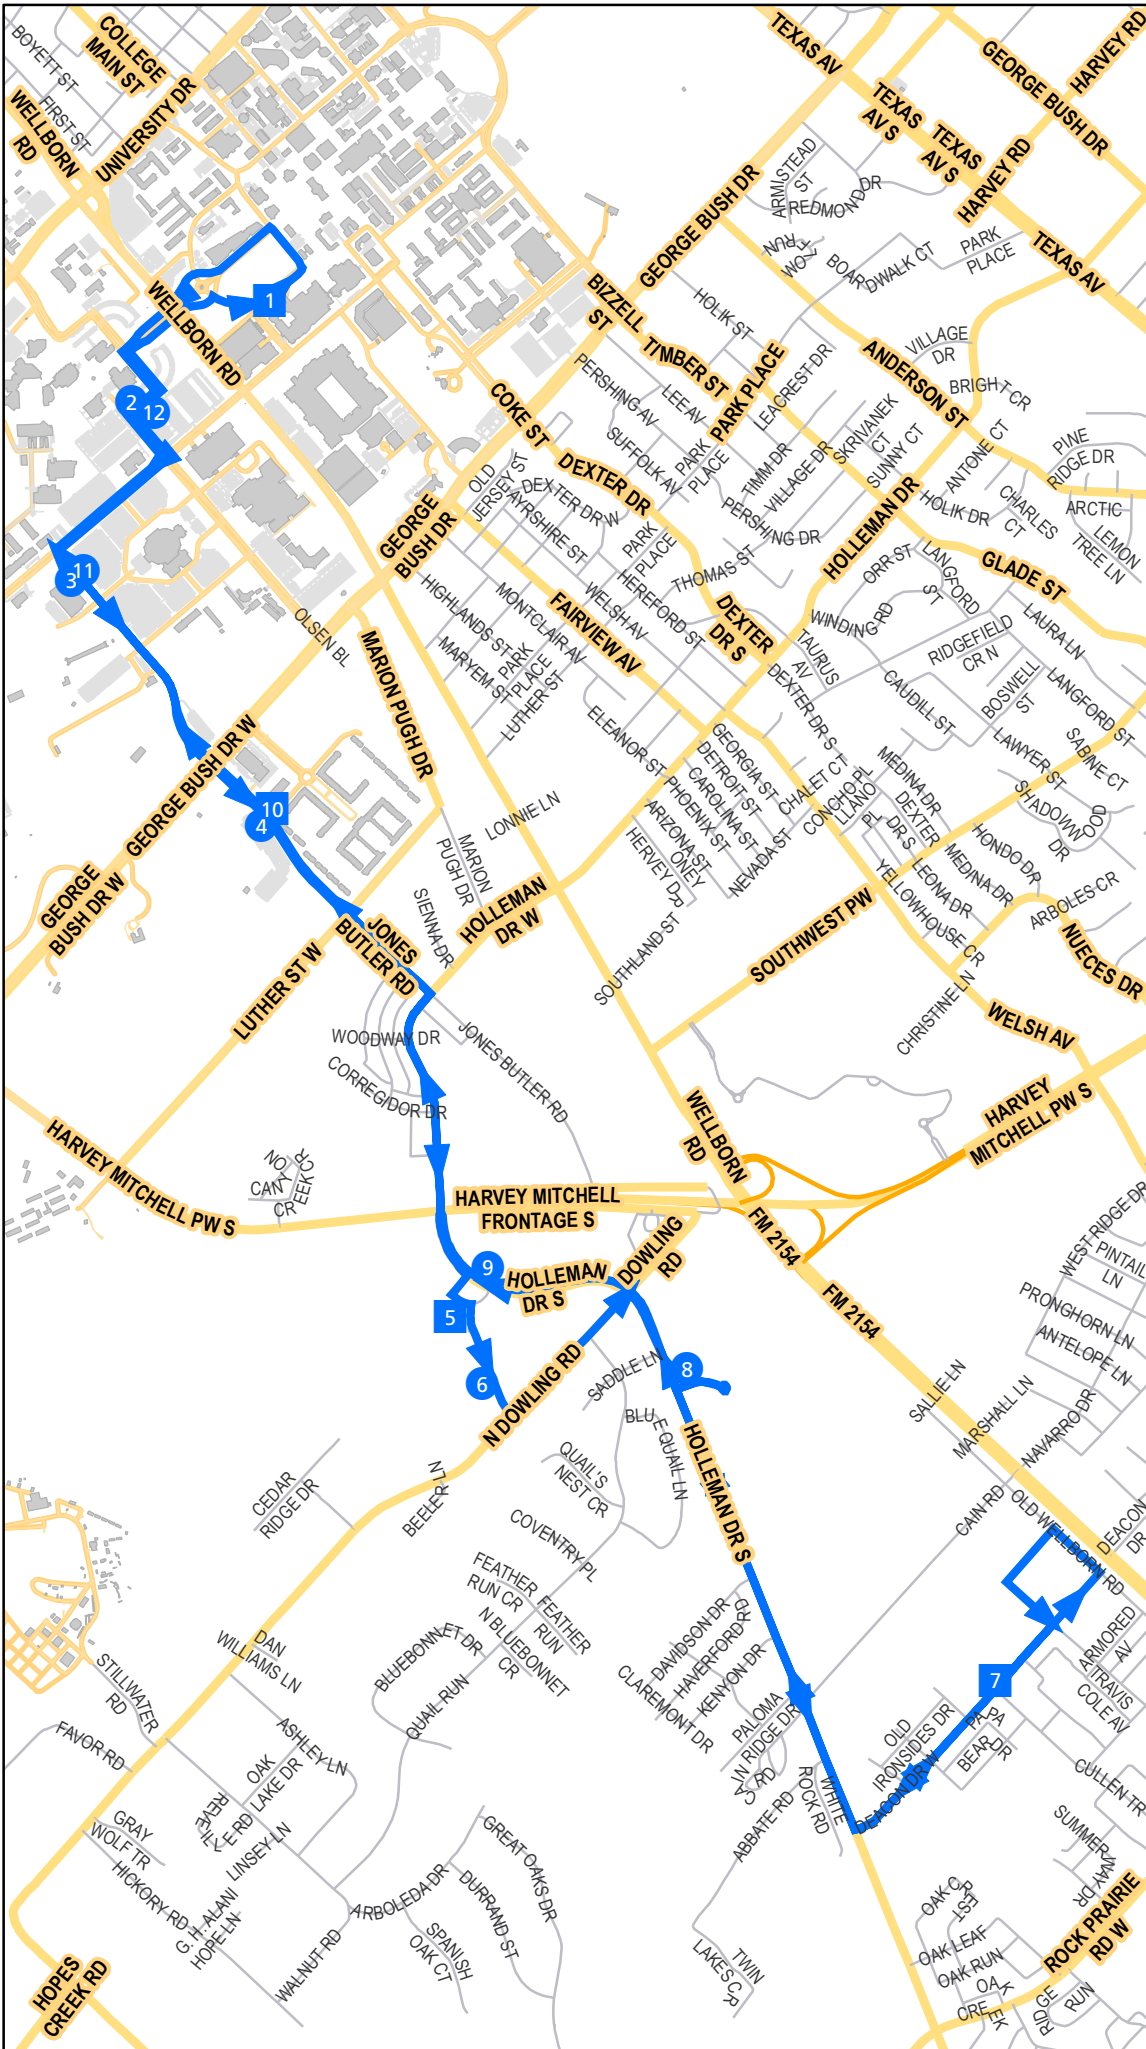 COLLEGE
MAIN ST
BOYETT ST
FIRST ST
WELLBORN
RD
UNIVERSITY DR
TEXAS AV
GEORGE BUSH DR
HARVEY RD
TEXAS
AV S
TEXAS
AV S
HARVEY RD
ARMISTEAD
ST
REDMOND DR
GEORGE BUSH DR
FOX RUN
BOARDWALK CT
PARK
PLACE
TEXAS AV
1
WELLBORN RD
BIZZELL
ST
HOLIK ST
TIMBER ST
PARK PLACE
LEACREST DR
VILLAGE
DR
ANDERSON ST
BRIGHT CR
2
12
COKE ST
PERSHING AV
LEE AV
SUFFOLK AV
PARK
PLACE
TIMM DR
VILLAGE DR
SKRIVANEK
CT
SUNNY CT
ANTONE CT
PINE
RIDGE DR
OLD
JERSEY ST
DEXTER DR W
AYRSHIRE ST
DEXTER DR
PERSHING DR
HOLLEMAN DR
HOLIK DR
CHARLES
CT
ARCTIC
LEMON
TREE LN
GEORGE
BUSH DR
PARK
PLACE
THOMAS ST
ORR ST
LANGFORD
ST
GLADE ST
3
11
HIGHLANDS ST
MONTCLAIR AV
WELSH AV
HEREFORD ST
FAIRVIEW AV
DEXTER
DR S
WINDING RD
LAURA LN
OLSEN BL
MARION PUGH DR
MARYEM ST
PARK
PLACE
LUTHER ST
TAURUS
AV
RIDGEFIELD
CR N
BOSWELL
ST
LANGFORD ST
DEXTER DR S
CAUDILL ST
LAWYER ST
SABINE CT
GEORGE BUSH DR W
ELEANOR ST
GEORGIA ST
DETROIT ST
CAROLINA ST
PHOENIX ST
ARIZONA ST
CHALET CT
CONCHO PL
LLANO
PL
MEDINA DR
DEXTER
DR S
SHADOWWOOD
DR
10
4
LONNIE LN
MARION
PUGH DR
HERVEY DR
ONEY
NEVADA ST
HONDO DR
MEDINA DR
LEONA DR
YELLOWHOUSE CR
ARBOLES CR
GEORGE
BUSH DR W
SIENNA DR
HOLLEMAN
DR W
JONES
BUTLER RD
SOUTHLAND ST
SOUTHWEST PW
NUECES DR
LUTHER ST W
CHRISTINE LN
WELSH AV
WOODWAY DR
JONES BUTLER RD
CORREGIDOR DR
HARVEY MITCHELL PW S
WELLBORN
RD
HARVEY
MITCHELL PW S
CANYON
CREEK CR
HARVEY MITCHELL
FRONTAGE S
FM 2154
WEST RIDGE DR
PINTAIL
LN
DOWLING
RD
9
HOLLEMAN
DR S
5
FM 2154
PRONGHORN LN
ANTELOPE LN
6
N DOWLING RD
SADDLE LN
8
SALLIE LN
MARSHALL LN
NAVARRO DR
BLUE QUAIL LN
HOLLEMAN DR S
CEDAR
RIDGE DR
BEELER LN
QUAIL'S
NEST CR
COVENTRY PL
CAIN RD
OLD WELLBORN RD
DEACON
DR
FEATHER
RUN CR
FEATHER
RUN
N BLUEBONNET
CR
BLUEBONNET DR
QUAIL RUN
DAN
WILLIAMS LN
STILLWATER
RD
FAVOR RD
ASHLEY LN
OAK
LAKE DR
REVEILLE RD
LINSEY LN
GRAY
WOLF TR
HICKORY RD
G. H. ALANI
HOPE LN
WALNUT RD
ARBOLEDA DR
GREAT OAKS DR
DURRAND ST
SPANISH
OAK CT
HOPES
CREEK RD
DAVIDSON DR
HAVERFORD RD
KENYON DR
CLAREMONT DR
PALOMA
RIDGE DR
CAIN RD
ABBATE RD
WHITE
ROCK RD
TWIN
LAKES CR
7
OLD
IRONSIDES DR
PAPA
BEAR DR
DEACON DR W
ARMORED
AV
TRAVIS
COLE AV
CULLEN TR
SUMMERWAY DR
OAK CREST
OAK LEAF
OAK RUN
OAK
CREEK
RIDGE
RUN
ROCK PRAIRIE
RD W